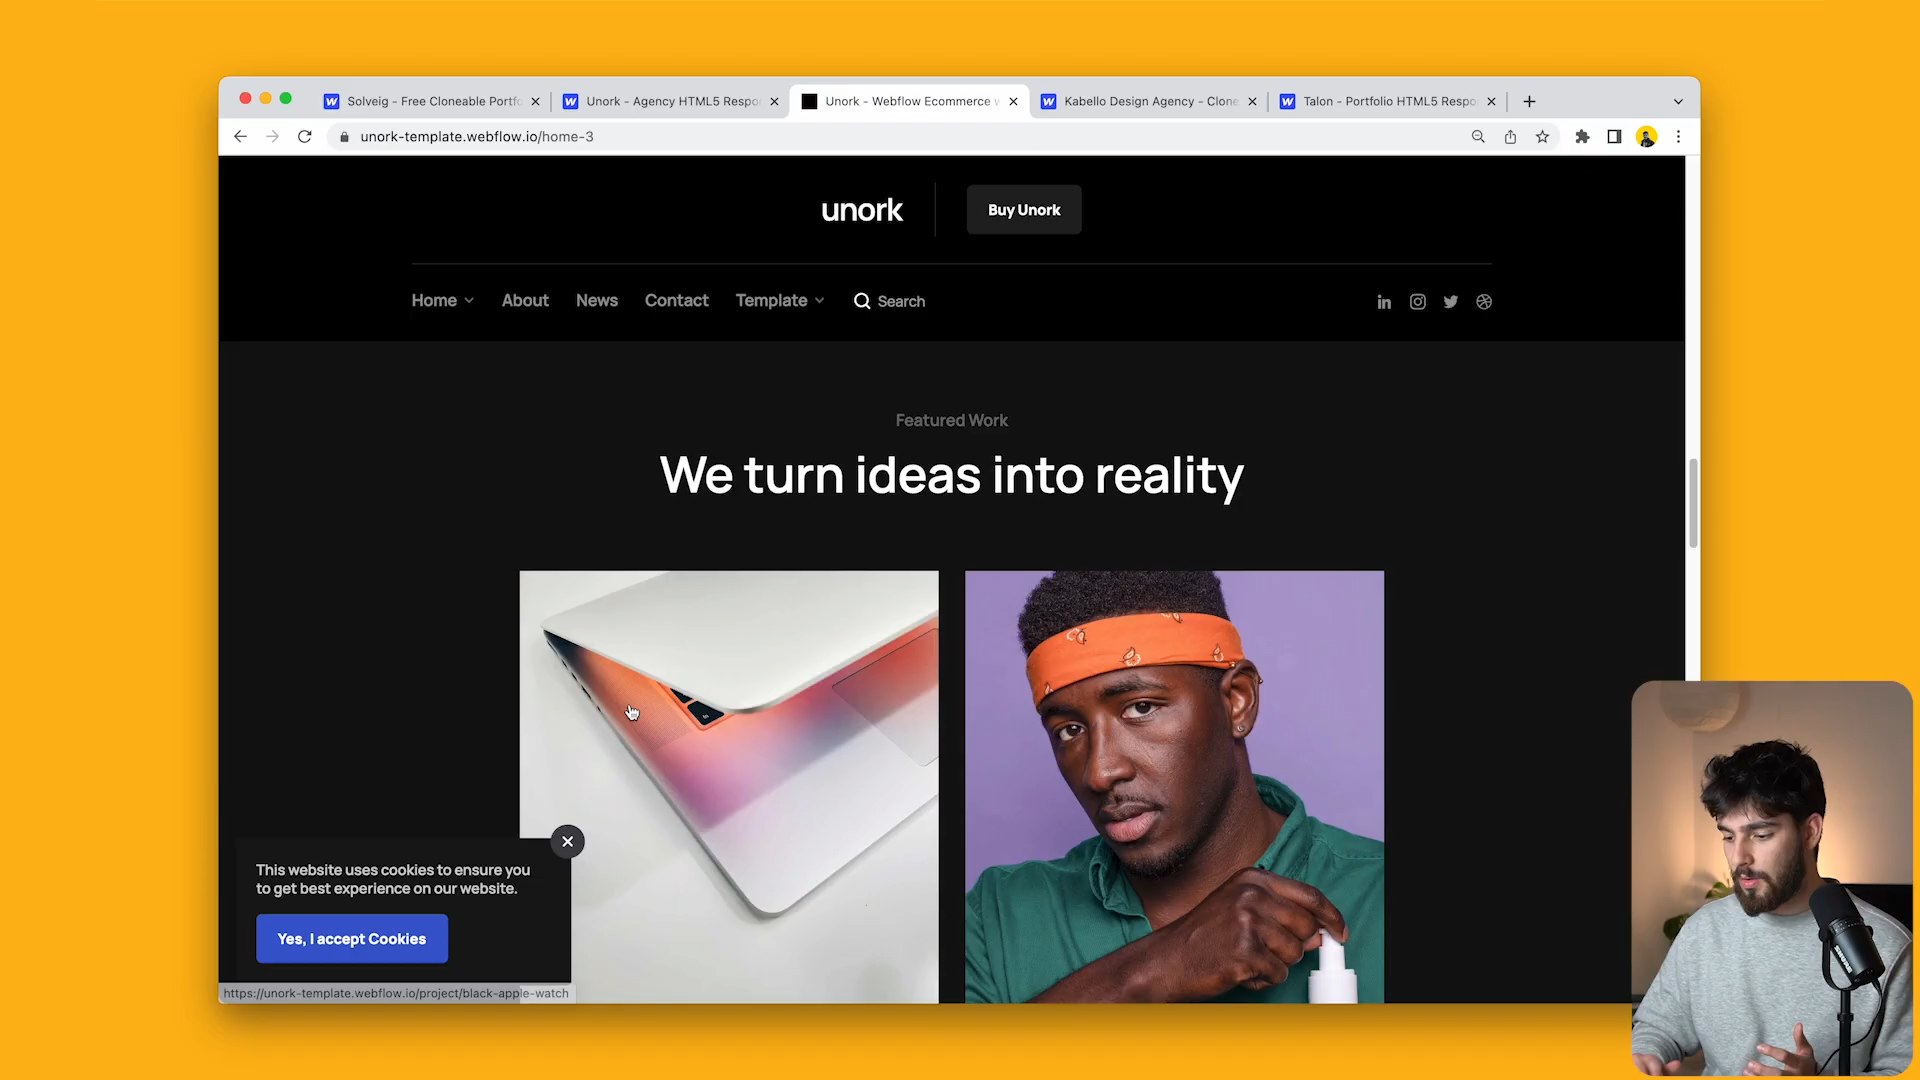 Solveig - Free Cloneable Portfo
Unork - Agency HTML5 Respo
Unork - Webflow Ecommerce w
Kabello Design Agency - Clone
Talon - Portfolio HTML5 Respo
unork-template.webflow.io/home-3
unork
Buy Unork
Home
About
News
Contact
Template
Search
Featured Work
We turn ideas into reality
This website uses cookies to ensure you
to get best experience on our website.
Yes, I accept Cookies
https://unork-template.webflow.io/project/black-apple-watch
SHURE